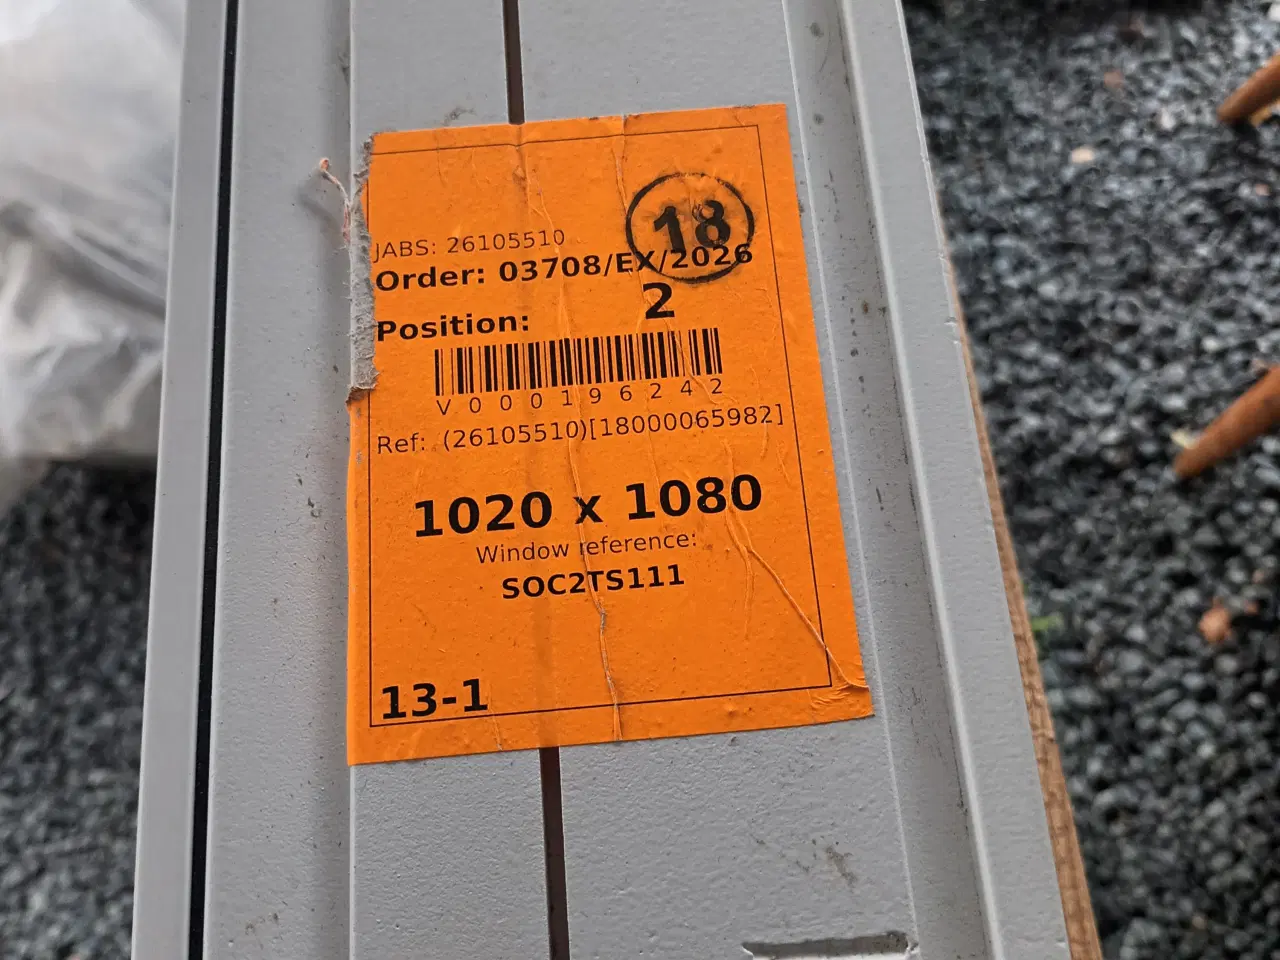 18
JABS: 26105510
Order: 03708/EX/2026
Position: 2
V000196242
Ref: (26105510)[18000065982]
1020 x 1080
Window reference:
SOC2TS111
13-1